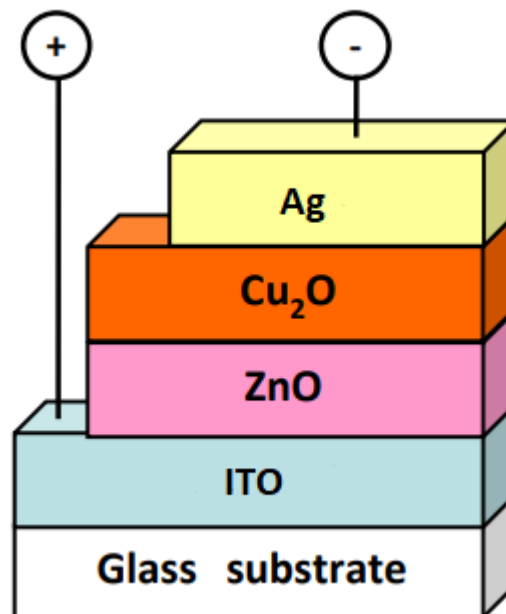 +
-
Ag
Cu₂O
ZnO
ITO
Glass substrate